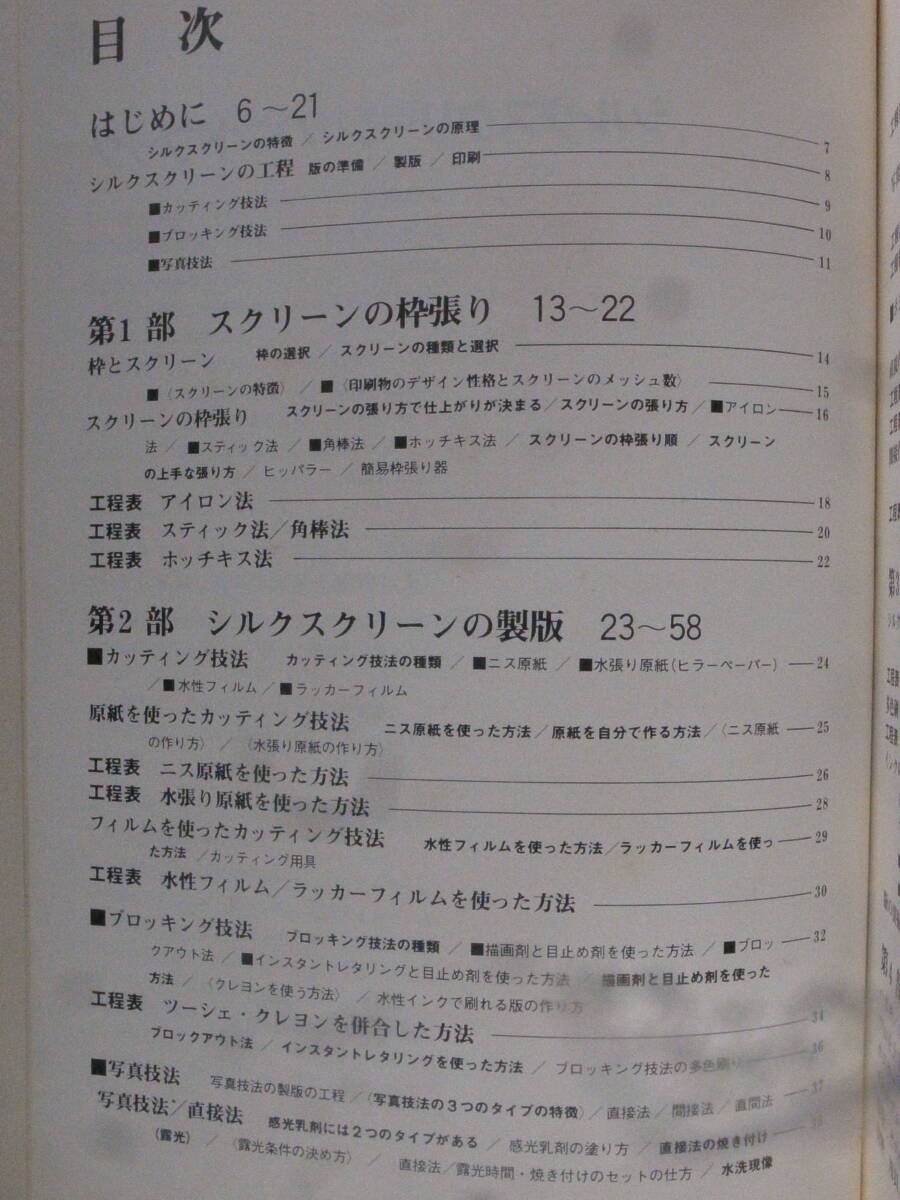 目 次
はじめに 6〜21
シルクスクリーンの特徴 / シルクスクリーンの原理 7
シルクスクリーンの工程 版の準備 / 製版 / 印刷 8
■カッティング技法 9
■ブロッキング技法 10
■写真技法 11
第1部 スクリーンの枠張り 13〜22
枠とスクリーン 枠の選択 / スクリーンの種類と選択 14
■〈スクリーンの特徴〉 / ■〈印刷物のデザイン性格とスクリーンのメッシュ数〉 15
スクリーンの枠張り スクリーンの張り方で仕上がりが決まる/スクリーンの張り方/■アイロン 16
法 / ■スティック法 / ■角棒法 / ■ホッチキス法 / スクリーンの枠張り順 / スクリーン
の上手な張り方 / ヒッパラー / 簡易枠張り器
工程表 アイロン法 18
工程表 スティック法/角棒法 20
工程表 ホッチキス法 22
第2部 シルクスクリーンの製版 23〜58
■カッティング技法 カッティング技法の種類 / ■ニス原紙 / ■水張り原紙(ヒラーペーパー) 24
/ ■水性フィルム / ■ラッカーフィルム
原紙を使ったカッティング技法 ニス原紙を使った方法/原紙を自分で作る方法/〈ニス原紙 25
の作り方〉 / 〈水張り原紙の作り方〉
工程表 ニス原紙を使った方法 26
工程表 水張り原紙を使った方法 28
フィルムを使ったカッティング技法 水性フィルムを使った方法/ラッカーフィルムを使っ 29
た方法 /カッティング用具
工程表 水性フィルム/ラッカーフィルムを使った方法 30
■ブロッキング技法 ブロッキング技法の種類 / ■描画剤と目止め剤を使った方法 / ■ブロッ 32
クアウト法 / ■インスタントレタリングと目止め剤を使った方法 / 描画剤と目止め剤を使った
方法 / 〈クレヨンを使う方法〉 / 水性インクで刷れる版の作り方
工程表 ツーシェ・クレヨンを併合した方法 34
ブロックアウト法 / インスタントレタリングを使った方法 / ブロッキング技法の多色刷り 36
■写真技法 写真技法の製版の工程 /〈写真技法の3つのタイプの特徴〉/ 直接法 / 間接法 / 直間法 37
写真技法/直接法 感光乳剤には2つのタイプがある / 感光乳剤の塗り方 / 直接法の焼き付け
(露光) / 〈露光条件の決め方〉 / 直接法/露光時間・焼き付けのセットの仕方 / 水洗現像